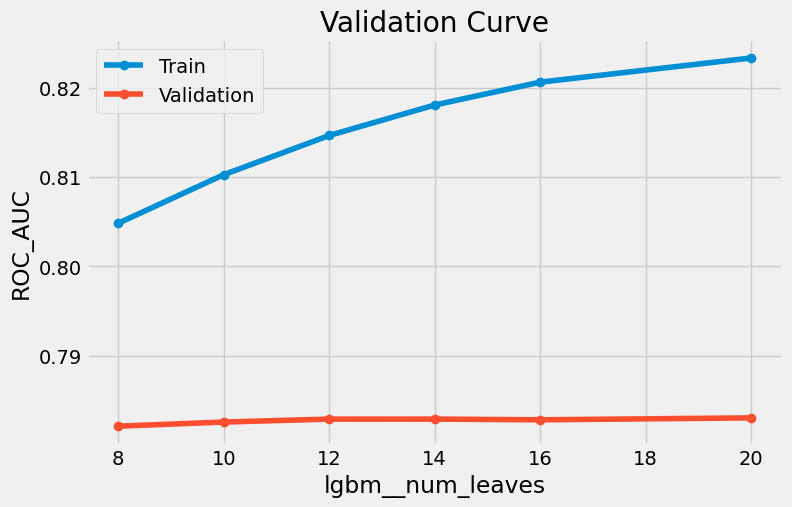 Validation Curve
Train
Validation
0.82
0.81
0.80
0.79
ROC_AUC
8 10 12 14 16 18 20
lgbm__num_leaves